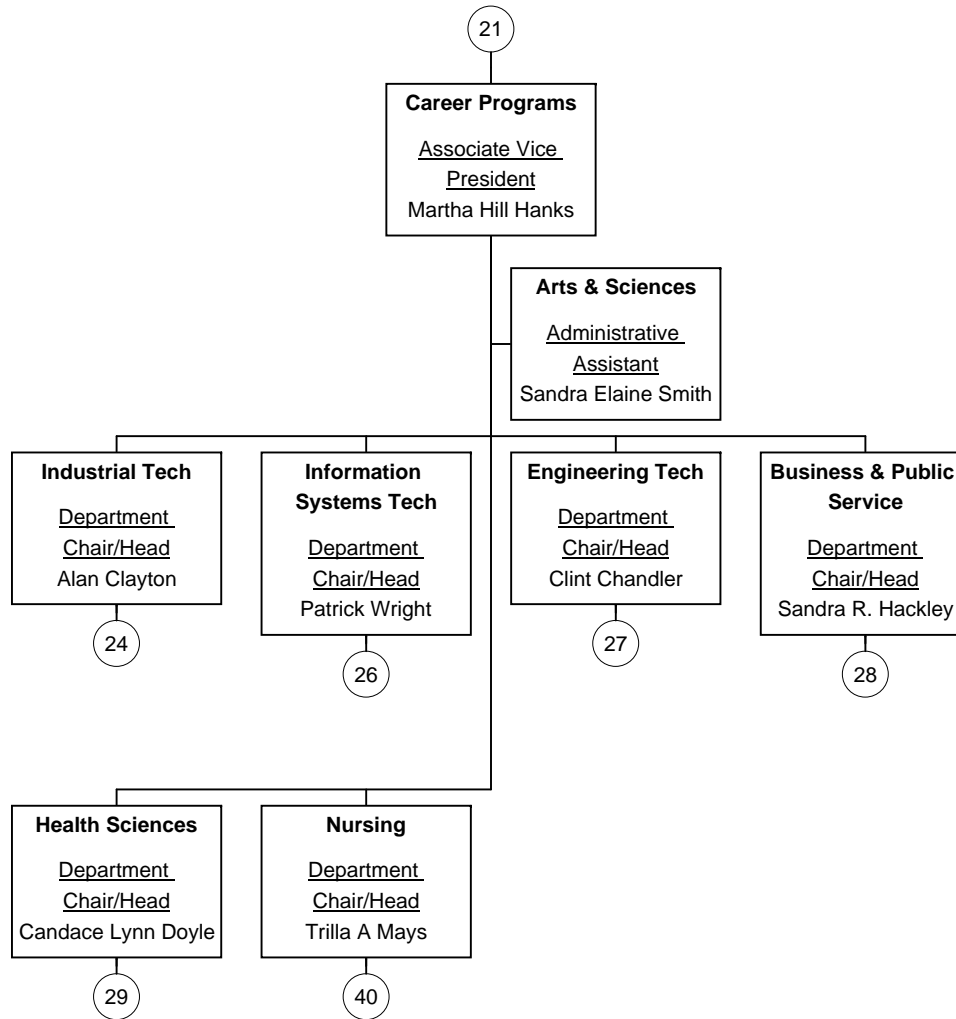 21
Career Programs
Associate Vice
President
Martha Hill Hanks
Arts & Sciences
Administrative
Assistant
Sandra Elaine Smith
Industrial Tech
Department
Chair/Head
Alan Clayton
24
Information
Systems Tech
Department
Chair/Head
Patrick Wright
26
Engineering Tech
Department
Chair/Head
Clint Chandler
27
Business & Public
Service
Department
Chair/Head
Sandra R. Hackley
28
Health Sciences
Department
Chair/Head
Candace Lynn Doyle
29
Nursing
Department
Chair/Head
Trilla A Mays
40